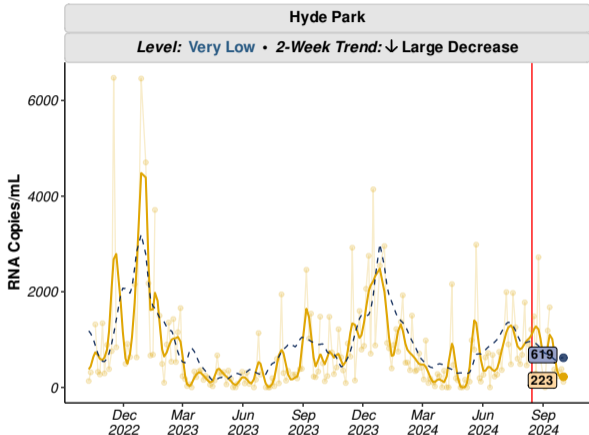 Hyde Park
Level: Very Low • 2-Week Trend: ↓ Large Decrease
RNA Copies/mL
6000
4000
2000
0
619
223
Dec Mar Jun Sep Dec Mar Jun Sep
2022 2023 2023 2023 2023 2024 2024 2024